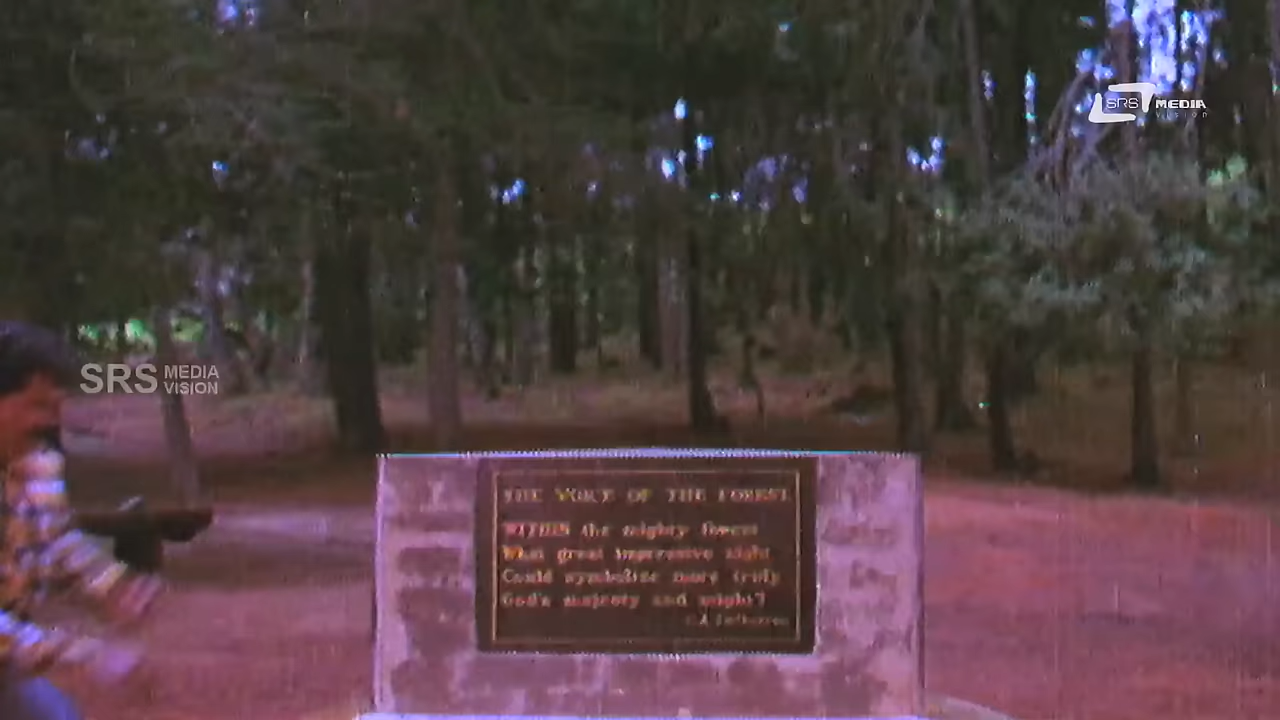 SRS MEDIA
VISION
SRS MEDIA
VISION
THE VOICE OF THE FOREST
WITHIN the mighty forest
What great impressive sight
Could symbolize more truly
God's majesty and might?